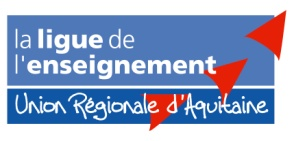 la ligue de
l'enseignement
Union Régionale d'Aquitaine